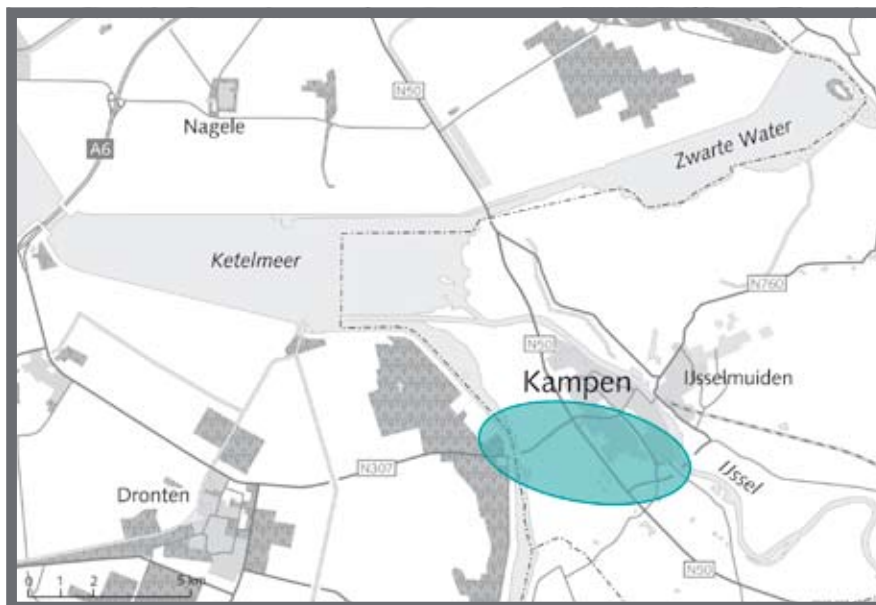 N50
Nagele
A6
Zwarte Water
Ketelmeer
N760
N50
Kampen
IJsselmuiden
N307
IJssel
Dronten
N50
0 1 2 5 km